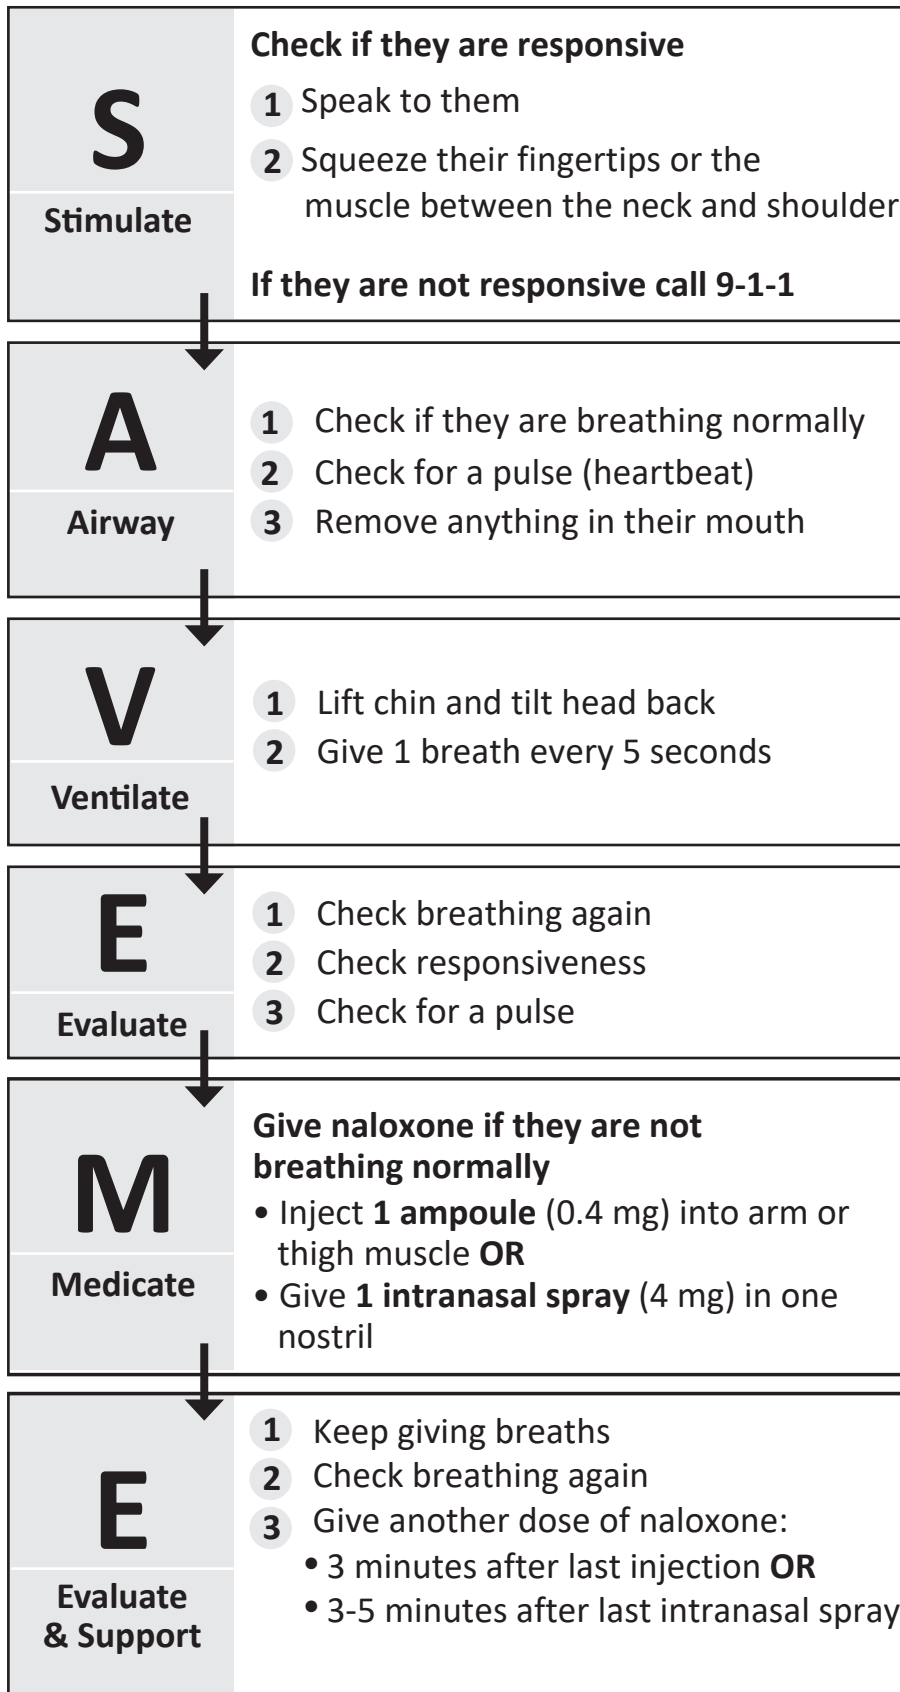 S
Stimulate
Check if they are responsive
1 Speak to them
2 Squeeze their fingertips or the
muscle between the neck and shoulder
If they are not responsive call 9-1-1
A
Airway
1 Check if they are breathing normally
2 Check for a pulse (heartbeat)
3 Remove anything in their mouth
V
Ventilate
1 Lift chin and tilt head back
2 Give 1 breath every 5 seconds
E
Evaluate
1 Check breathing again
2 Check responsiveness
3 Check for a pulse
M
Medicate
Give naloxone if they are not
breathing normally
• Inject 1 ampoule (0.4 mg) into arm or
thigh muscle OR
• Give 1 intranasal spray (4 mg) in one
nostril
E
Evaluate
& Support
1 Keep giving breaths
2 Check breathing again
3 Give another dose of naloxone:
• 3 minutes after last injection OR
• 3-5 minutes after last intranasal spray